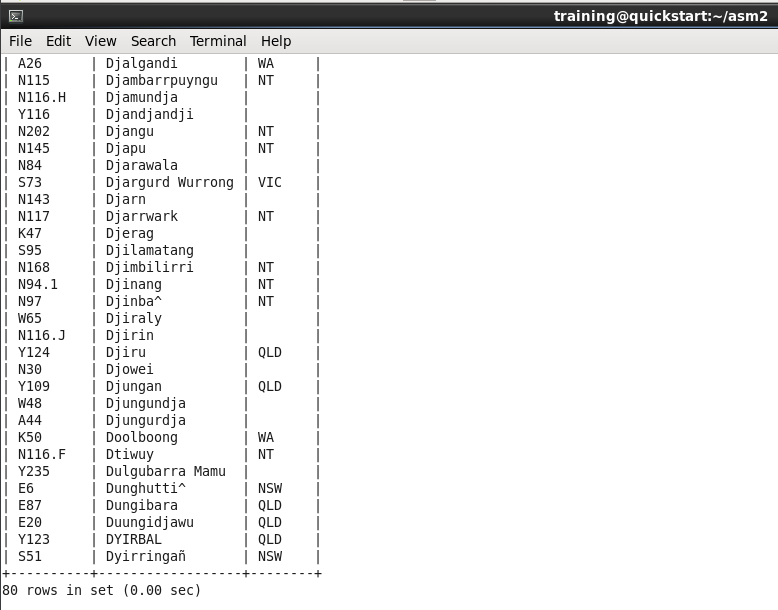 training@quickstart:~/asm2
File Edit View Search Terminal Help
| A26 | Djalgandi | WA |
| N115 | Djambarrpuyngu | NT |
| N116.H | Djamundja | |
| Y116 | Djandjandji | |
| N202 | Djangu | NT |
| N145 | Djapu | NT |
| N84 | Djarawala | |
| S73 | Djargurd Wurrong | VIC |
| N143 | Djarn | |
| N117 | Djarrwark | NT |
| K47 | Djerag | |
| S95 | Djilamatang | |
| N168 | Djimbilirri | NT |
| N94.1 | Djinang | NT |
| N97 | Djinba^ | NT |
| W65 | Djiraly | |
| N116.J | Djirin | |
| Y124 | Djiru | QLD |
| N30 | Djowei | |
| Y109 | Djungan | QLD |
| W48 | Djungundja | |
| A44 | Djungurdja | |
| K50 | Doolboong | WA |
| N116.F | Dtiwuy | NT |
| Y235 | Dulgubarra Mamu | |
| E6 | Dunghutti^ | NSW |
| E87 | Dungibara | QLD |
| E20 | Duungidjawu | QLD |
| Y123 | DYIRBAL | QLD |
| S51 | Dyirringañ | NSW |
+----------+------------------+--------+
80 rows in set (0.00 sec)